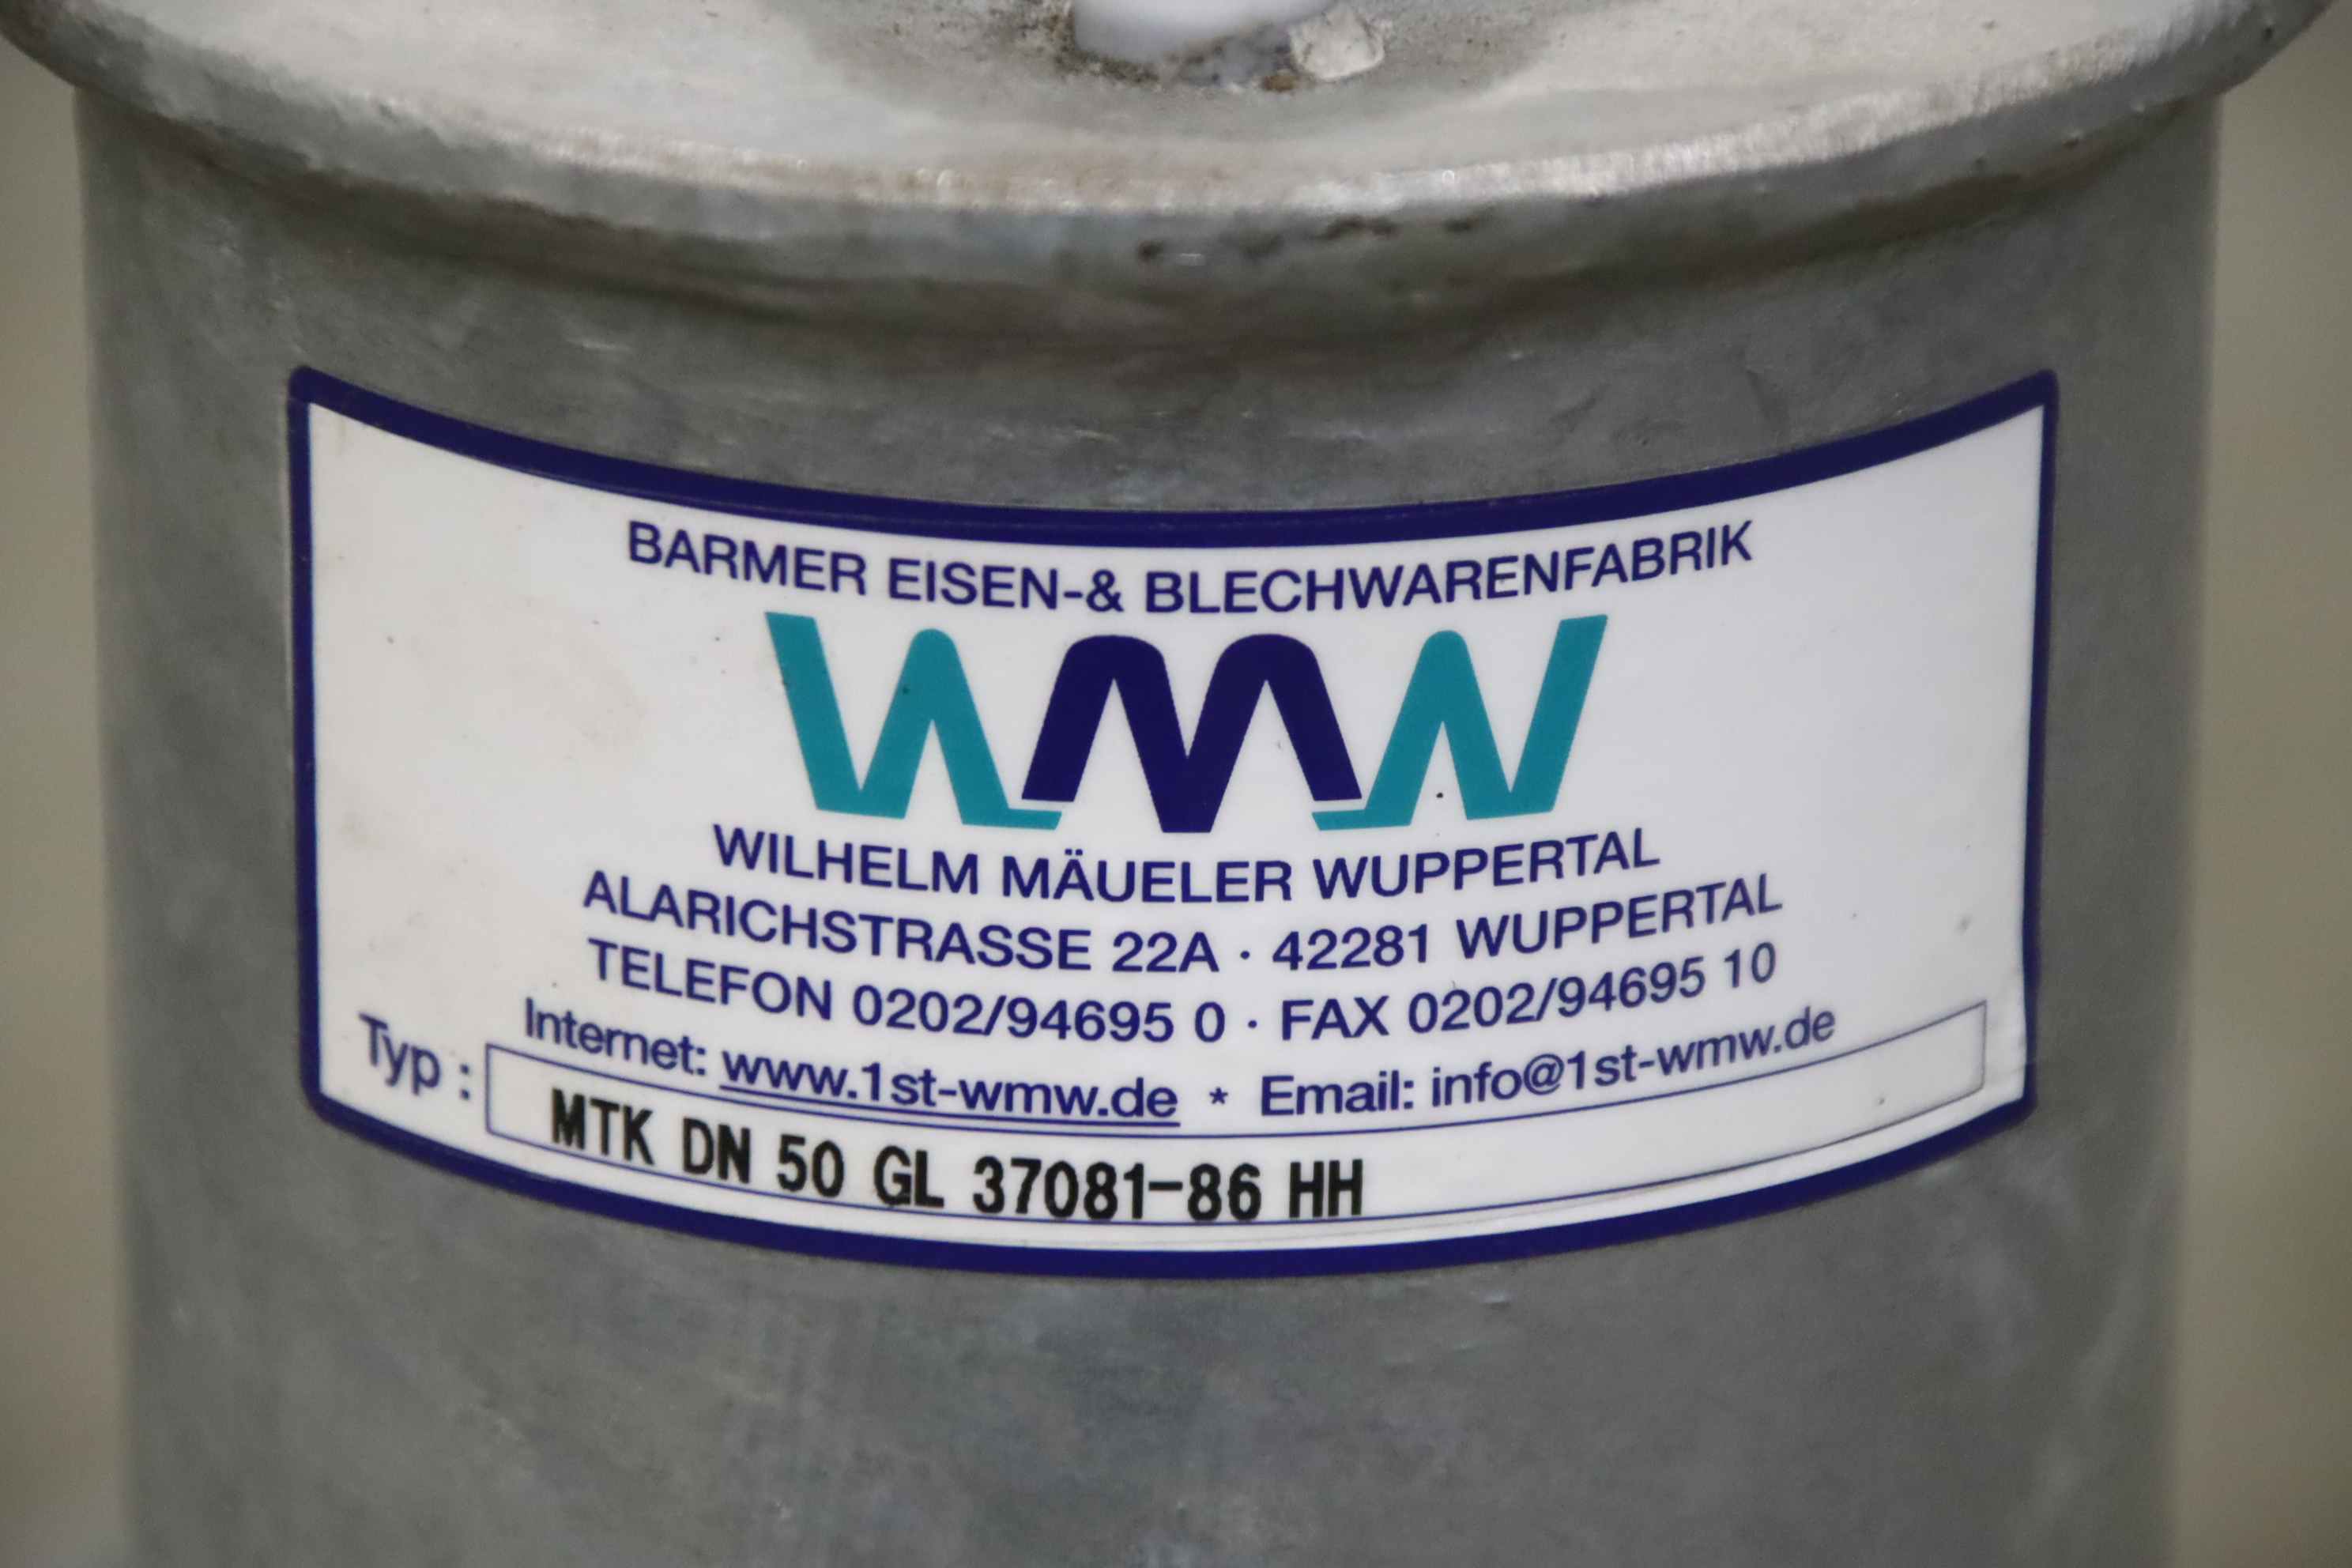 BARMER EISEN-& BLECHWARENFABRIK
WMW
WILHELM MÄUELER WUPPERTAL
ALARICHSTRASSE 22A · 42281 WUPPERTAL
TELEFON 0202/94695 0 · FAX 0202/94695 10
Internet: www.1st-wmw.de * Email: info@1st-wmw.de
Typ : MTK DN 50 GL 37081-86 HH